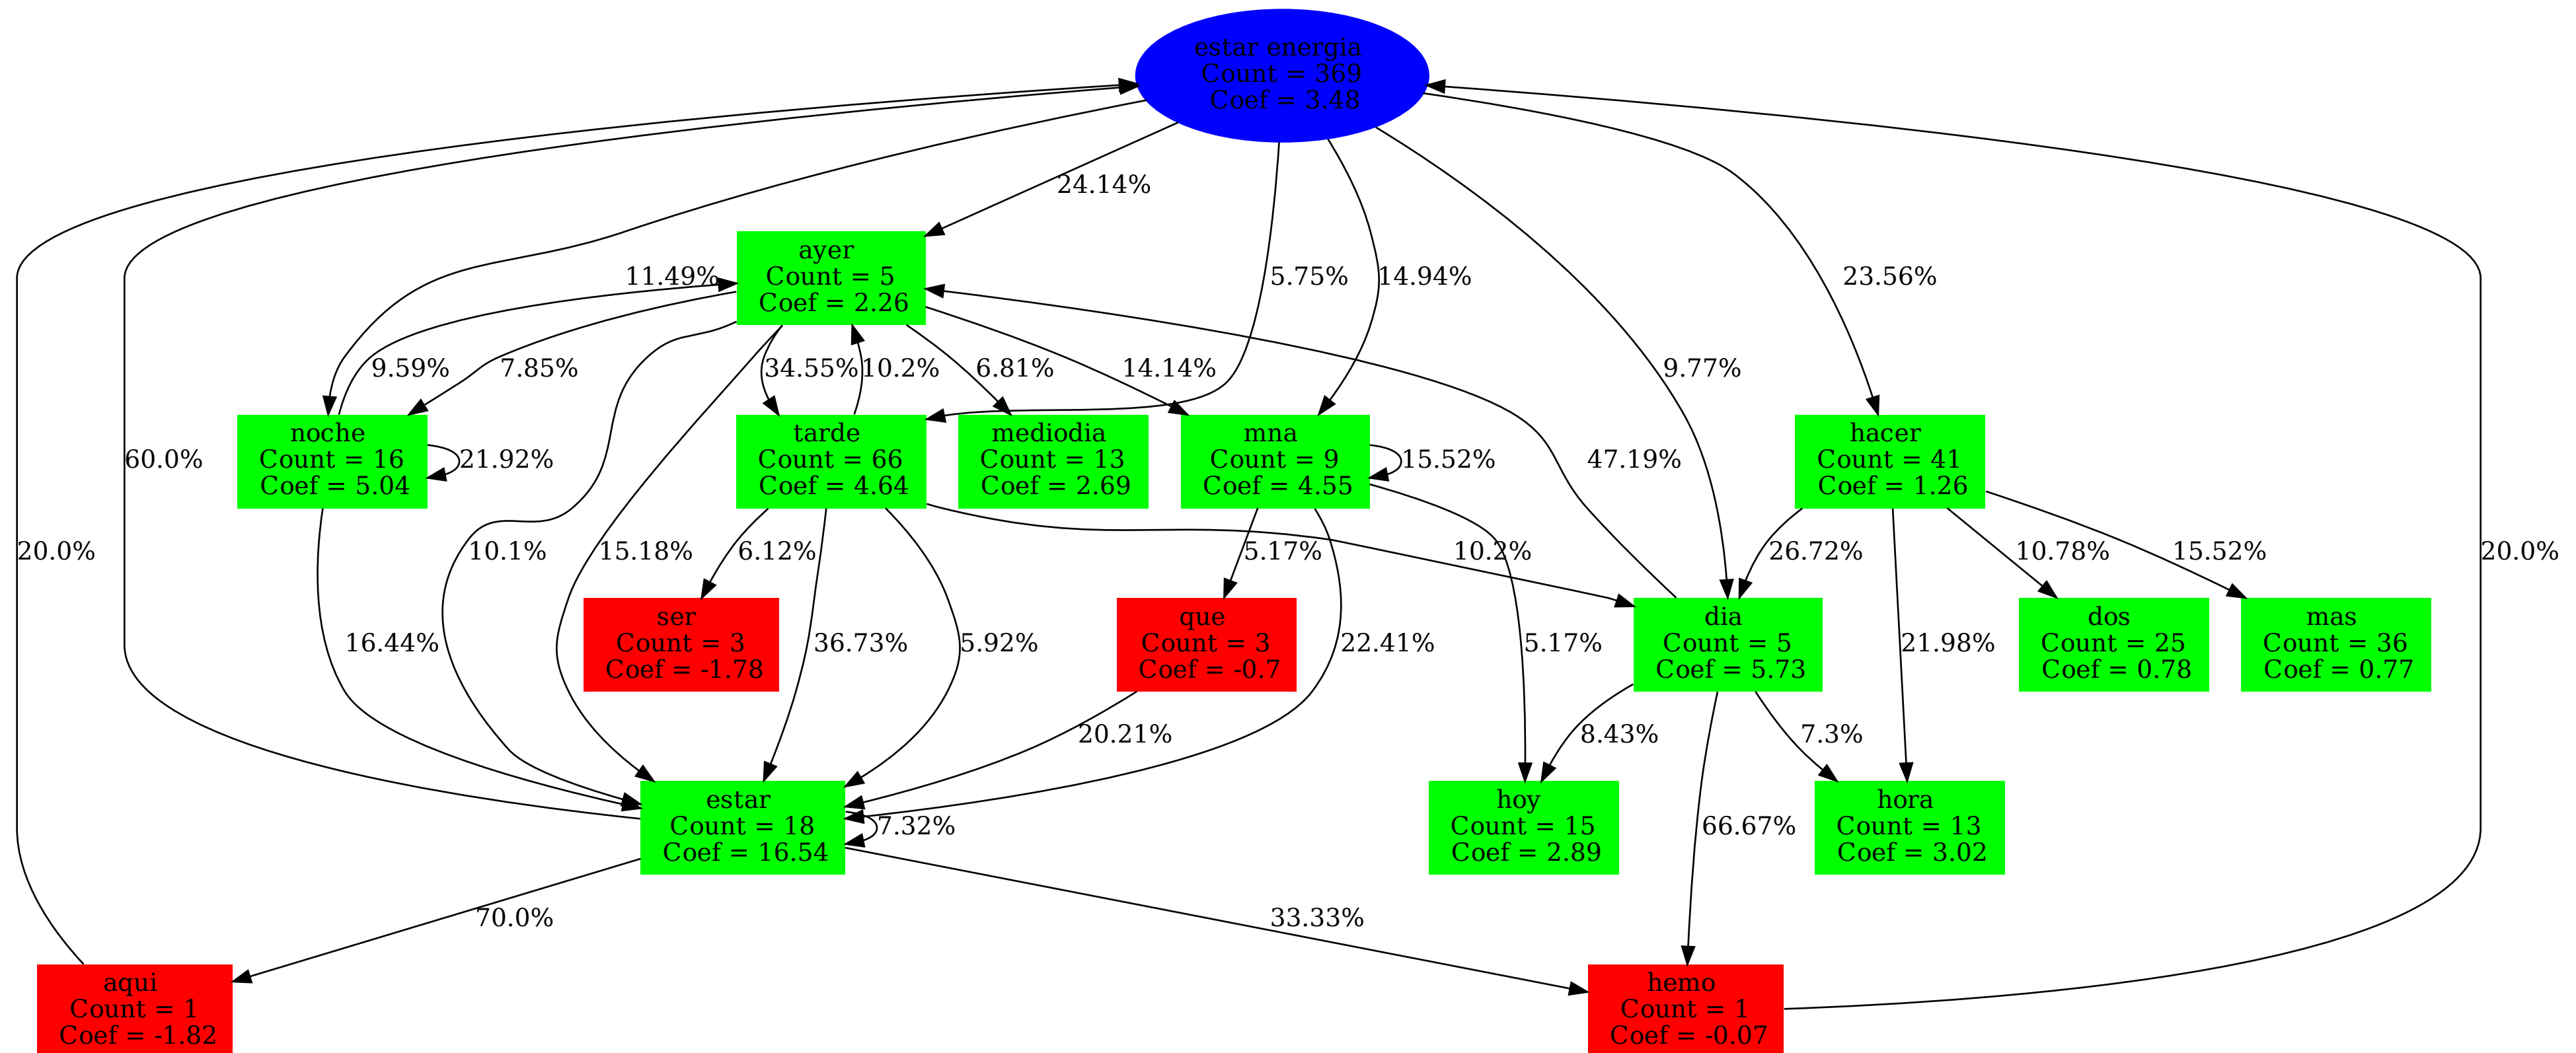 estar energia
Count = 369
Coef = 3.48
24.14%
ayer
Count = 5
Coef = 2.26
11.49%
5.75%
14.94%
23.56%
9.59%
7.85%
34.55%
10.2%
6.81%
14.14%
9.77%
noche
Count = 16
Coef = 5.04
21.92%
tarde
Count = 66
Coef = 4.64
mediodia
Count = 13
Coef = 2.69
mna
Count = 9
Coef = 4.55
15.52%
47.19%
hacer
Count = 41
Coef = 1.26
60.0%
20.0%
10.1%
15.18%
6.12%
5.17%
10.2%
26.72%
10.78%
15.52%
20.0%
ser
Count = 3
Coef = -1.78
que
Count = 3
Coef = -0.7
dia
Count = 5
Coef = 5.73
dos
Count = 25
Coef = 0.78
mas
Count = 36
Coef = 0.77
16.44%
36.73%
5.92%
22.41%
5.17%
21.98%
20.21%
8.43%
7.3%
estar
Count = 18
Coef = 16.54
7.32%
hoy
Count = 15
Coef = 2.89
66.67%
hora
Count = 13
Coef = 3.02
70.0%
33.33%
aqui
Count = 1
Coef = -1.82
hemo
Count = 1
Coef = -0.07